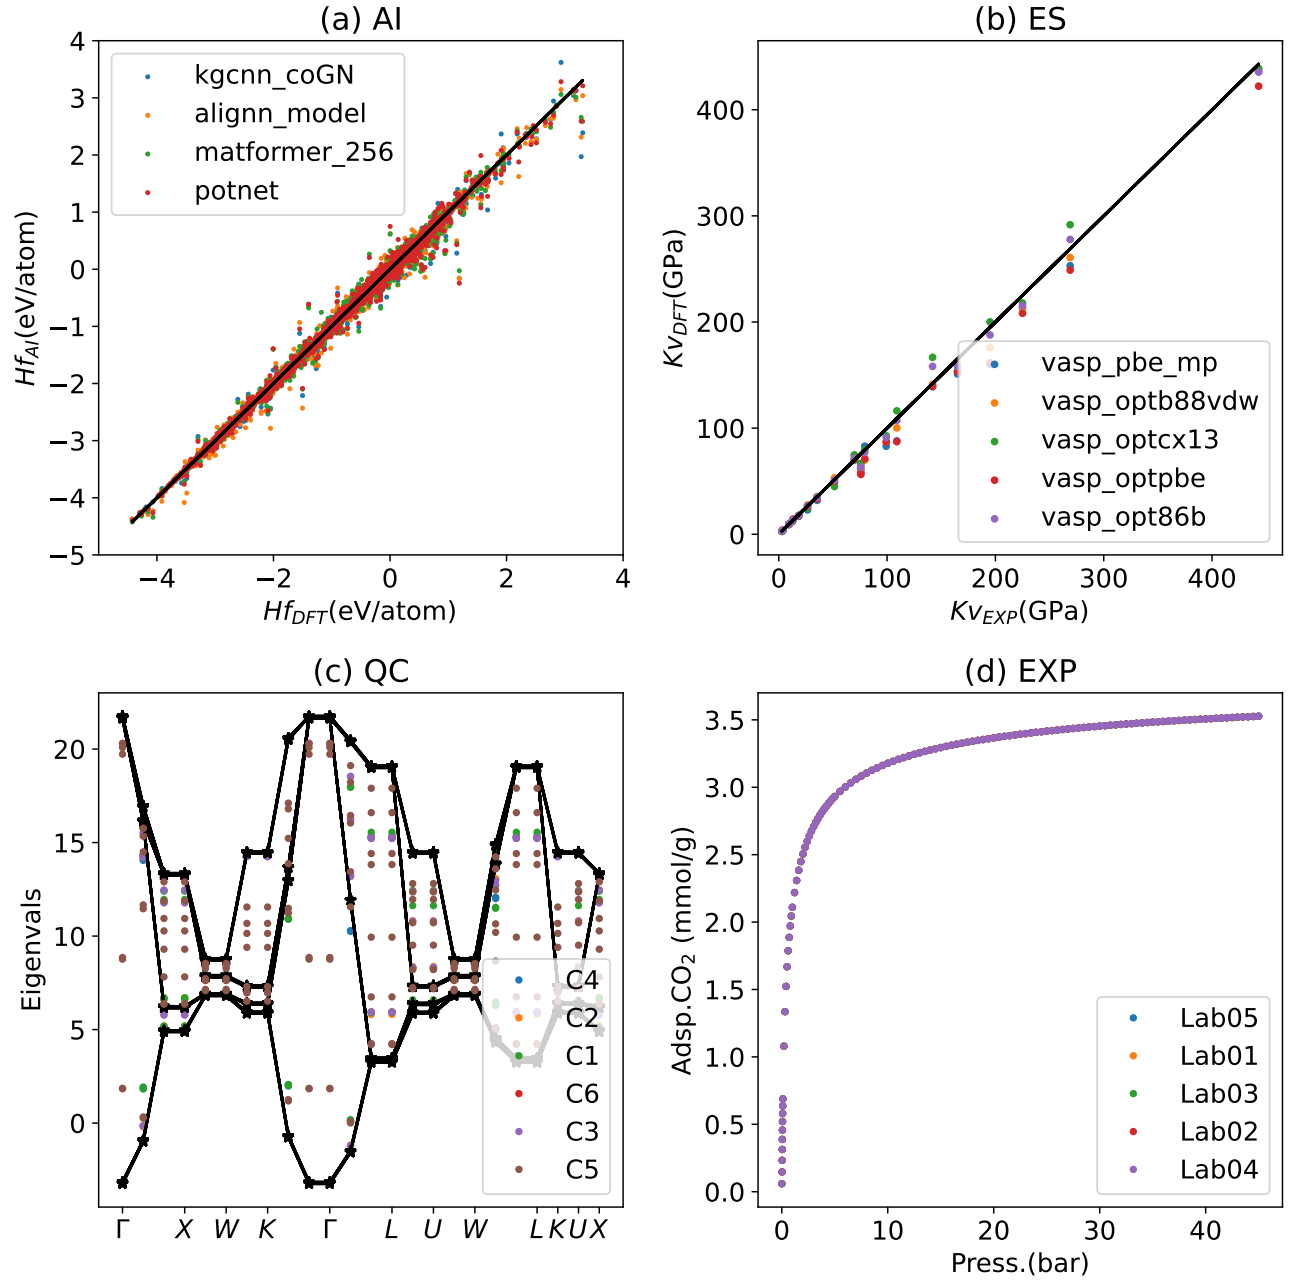 (a) AI
4
3
2
1
0
−1
−2
−3
−4
−5
Hf_AI(eV/atom)
kgcnn_coGN
alignn_model
matformer_256
potnet
−4 −2 0 2 4
Hf_DFT(eV/atom)
(b) ES
400
300
200
100
0
Kv_DFT(GPa)
vasp_pbe_mp
vasp_optb88vdw
vasp_optcx13
vasp_optpbe
vasp_opt86b
0 100 200 300 400
Kv_EXP(GPa)
(c) QC
20
15
10
5
0
Eigenvals
C4
C2
C1
C6
C3
C5
Γ X W K Γ L U W L K U X
(d) EXP
3.5
3.0
2.5
2.0
1.5
1.0
0.5
0.0
Adsp.CO₂ (mmol/g)
Lab05
Lab01
Lab03
Lab02
Lab04
0 10 20 30 40
Press.(bar)